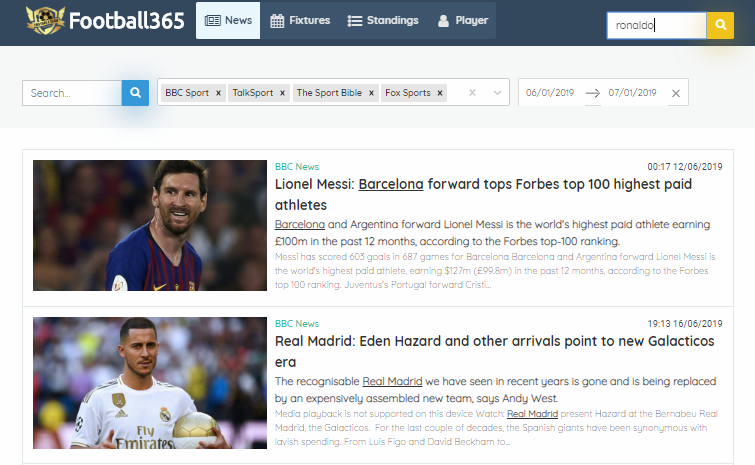 Football365 News Fixtures Standings Player ronaldo
Search... BBC Sport x TalkSport x The Sport Bible x Fox Sports x 06/01/2019 07/01/2019
BBC News 00:17 12/06/2019
Lionel Messi: Barcelona forward tops Forbes top 100 highest paid
athletes
Barcelona and Argentina forward Lionel Messi is the world's highest paid athlete earning
£100m in the past 12 months, according to the Forbes top-100 ranking.
Messi has scored 603 goals in 687 games for Barcelona Barcelona and Argentina forward Lionel Messi is
the world's highest paid athlete, earning $127m (£99.8m) in the past 12 months, according to the Forbes
top 100 ranking. Juventus's Portugal forward Cristi...
BBC News 19:13 16/06/2019
Real Madrid: Eden Hazard and other arrivals point to new Galacticos
era
The recognisable Real Madrid we have seen in recent years is gone and is being replaced
by an expensively assembled new team, says Andy West.
Media playback is not supported on this device Watch: Real Madrid present Hazard at the Bernabeu Real
Madrid, the Galacticos. For the last couple of decades, the Spanish giants have been synonymous with
lavish spending. From Luis Figo and David Beckham to...
Fly
Emirates